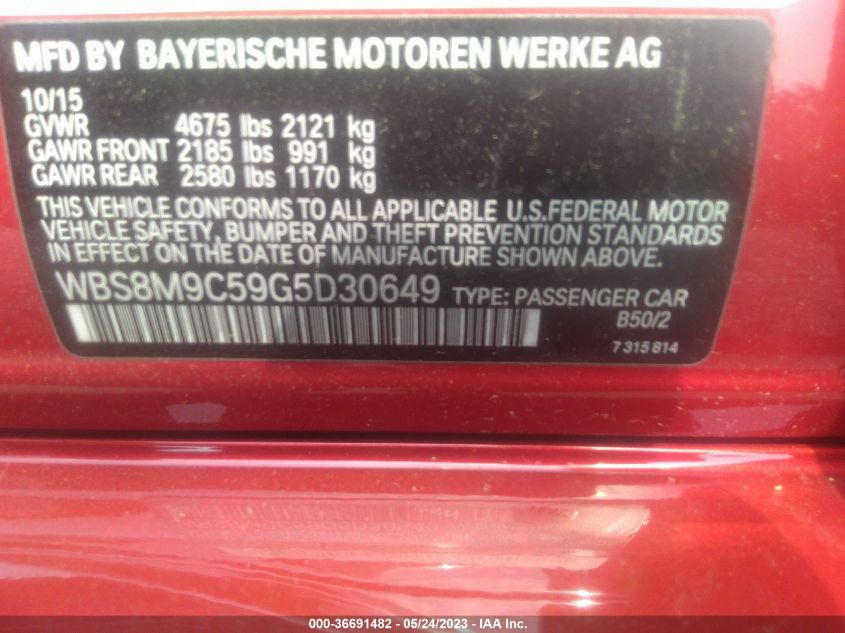 MFD BY BAYERISCHE MOTOREN WERKE AG
10/15
GVWR 4675 lbs 2121 kg
GAWR FRONT 2185 lbs 991 kg
GAWR REAR 2580 lbs 1170 kg
THIS VEHICLE CONFORMS TO ALL APPLICABLE U.S.FEDERAL MOTOR
VEHICLE SAFETY, BUMPER AND THEFT PREVENTION STANDARDS
IN EFFECT ON THE DATE OF MANUFACTURE SHOWN ABOVE.
WBS8M9C59G5D30649 TYPE: PASSENGER CAR
B50/2
7315814
000-36691482 - 05/24/2023 - IAA Inc.